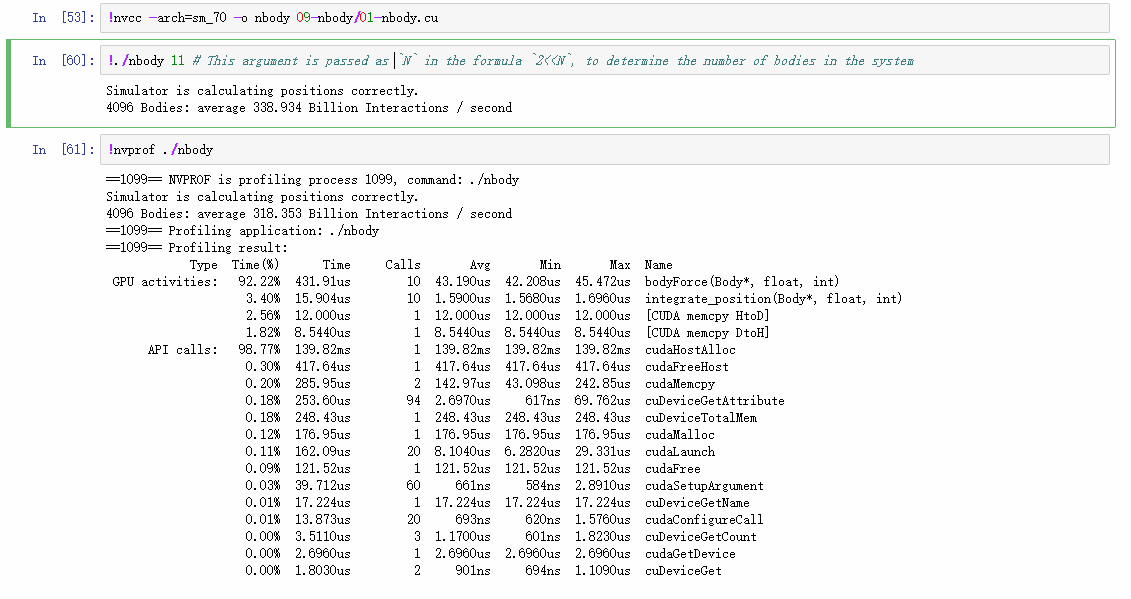 In [53]: !nvcc -arch=sm_70 -o nbody 09-nbody/01-nbody.cu
In [60]: !./nbody 11 # This argument is passed as `N` in the formula `2<<N`, to determine the number of bodies in the system
Simulator is calculating positions correctly.
4096 Bodies: average 338.934 Billion Interactions / second
In [61]: !nvprof ./nbody
==1099== NVPROF is profiling process 1099, command: ./nbody
Simulator is calculating positions correctly.
4096 Bodies: average 318.353 Billion Interactions / second
==1099== Profiling application: ./nbody
==1099== Profiling result:
Type Time(%) Time Calls Avg Min Max Name
GPU activities: 92.22% 431.91us 10 43.190us 42.208us 45.472us bodyForce(Body*, float, int)
3.40% 15.904us 10 1.5900us 1.5680us 1.6960us integrate_position(Body*, float, int)
2.56% 12.000us 1 12.000us 12.000us 12.000us [CUDA memcpy HtoD]
1.82% 8.5440us 1 8.5440us 8.5440us 8.5440us [CUDA memcpy DtoH]
API calls: 98.77% 139.82ms 1 139.82ms 139.82ms 139.82ms cudaHostAlloc
0.30% 417.64us 1 417.64us 417.64us 417.64us cudaFreeHost
0.20% 285.95us 2 142.97us 43.098us 242.85us cudaMemcpy
0.18% 253.60us 94 2.6970us 617ns 69.762us cuDeviceGetAttribute
0.18% 248.43us 1 248.43us 248.43us 248.43us cuDeviceTotalMem
0.12% 176.95us 1 176.95us 176.95us 176.95us cudaMalloc
0.11% 162.09us 20 8.1040us 6.2820us 29.331us cudaLaunch
0.09% 121.52us 1 121.52us 121.52us 121.52us cudaFree
0.03% 39.712us 60 661ns 584ns 2.8910us cudaSetupArgument
0.01% 17.224us 1 17.224us 17.224us 17.224us cuDeviceGetName
0.01% 13.873us 20 693ns 620ns 1.5760us cudaConfigureCall
0.00% 3.5110us 3 1.1700us 601ns 1.8230us cuDeviceGetCount
0.00% 2.6960us 1 2.6960us 2.6960us 2.6960us cudaGetDevice
0.00% 1.8030us 2 901ns 694ns 1.1090us cuDeviceGet